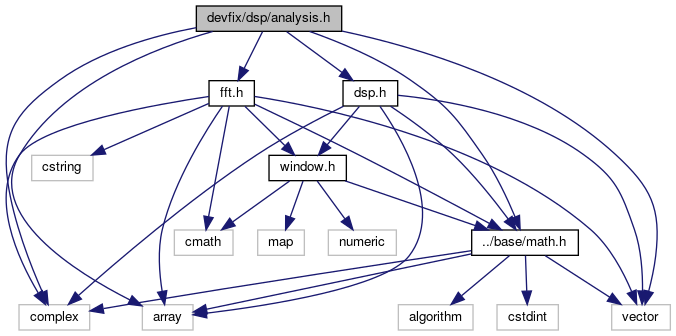 devfix/dsp/analysis.h
fft.h
dsp.h
cstring
window.h
cmath
map
numeric
../base/math.h
complex
array
algorithm
cstdint
vector